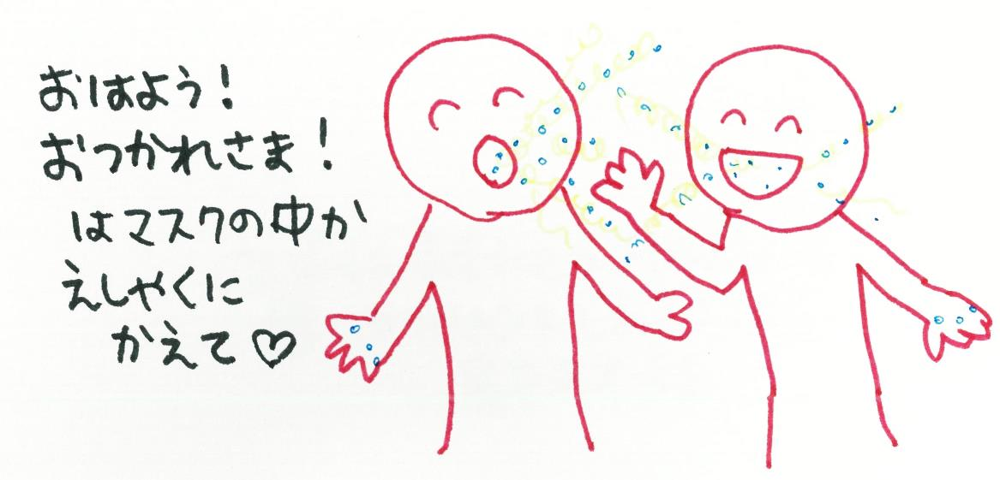 おはよう！
おつかれさま！
はマスクの中か
えしゃくに
かえて♡